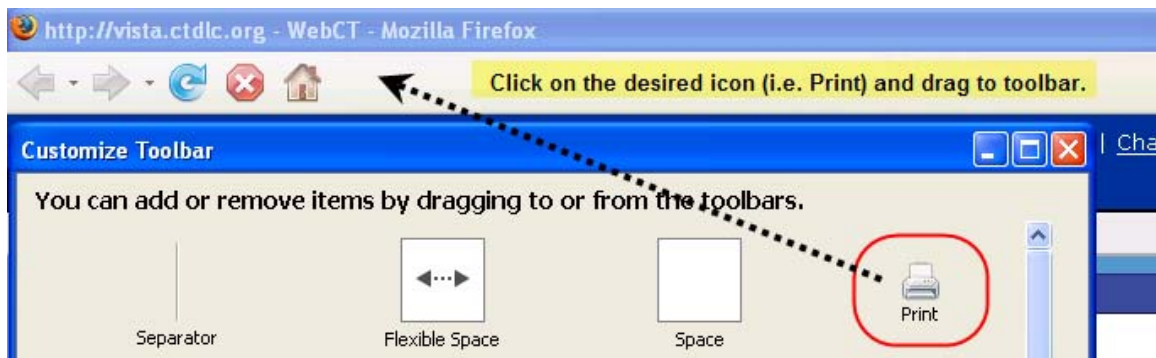 http://vista.ctdlc.org - WebCT - Mozilla Firefox
Click on the desired icon (i.e. Print) and drag to toolbar.
Customize Toolbar
| Cha
You can add or remove items by dragging to or from the toolbars.
Separator
Flexible Space
Space
Print